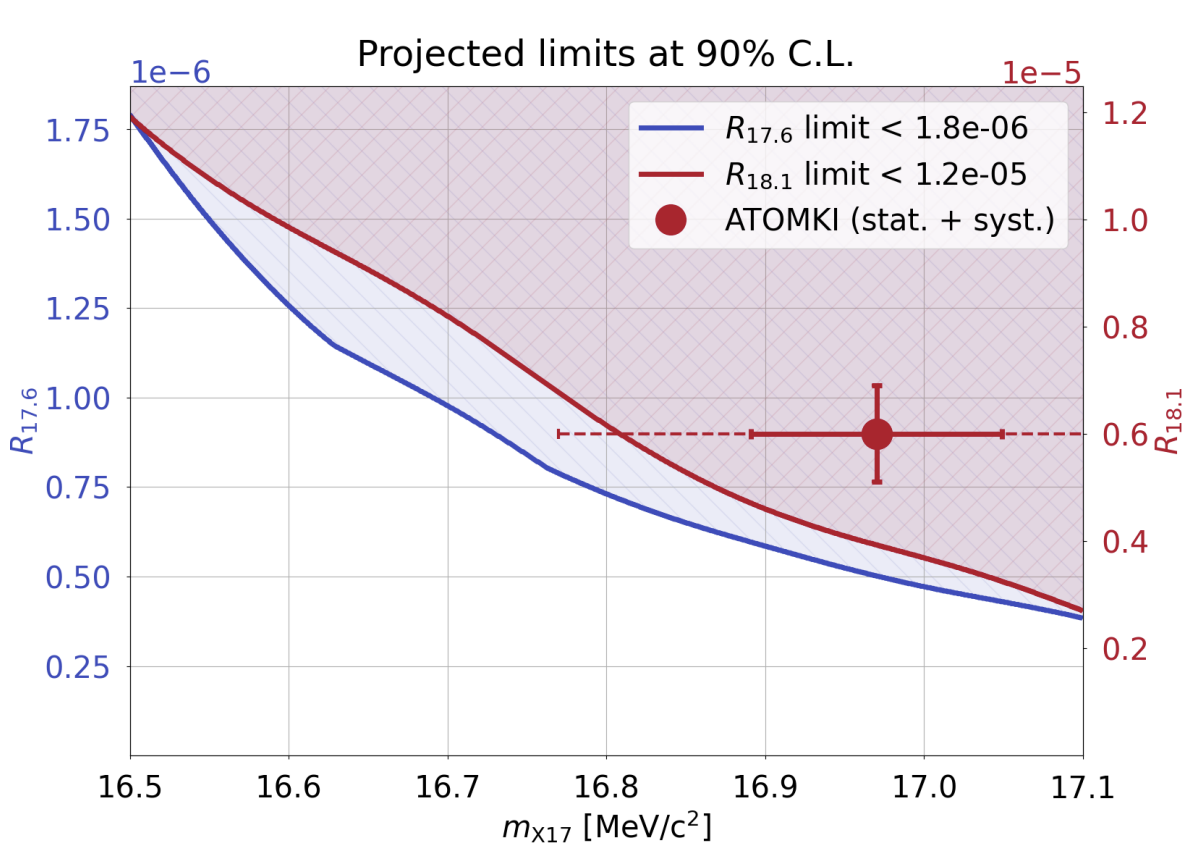 Projected limits at 90% C.L.
1e−6
1e−5
R17.6 limit < 1.8e-06
R18.1 limit < 1.2e-05
ATOMKI (stat. + syst.)
1.75
1.50
1.25
1.00
0.75
0.50
0.25
R17.6
1.2
1.0
0.8
0.6
0.4
0.2
R18.1
16.5 16.6 16.7 16.8 16.9 17.0 17.1
mX17 [MeV/c²]